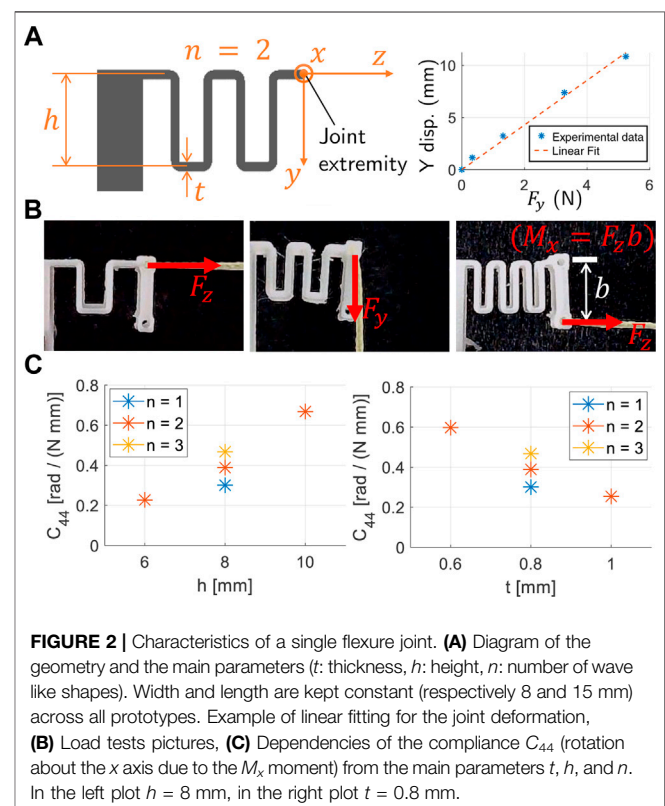 A
n = 2
x
z
h
t
y
Joint
extremity
Y disp. (mm)
10
5
0
0
2
4
6
F_y (N)
Experimental data
Linear Fit
B
F_z
F_y
(M_x = F_z b)
b
F_z
C
C44 [rad / (N mm)]
0.8
0.6
0.4
0.2
0
6
8
10
h [mm]
n = 1
n = 2
n = 3
C44 [rad / (N mm)]
0.8
0.6
0.4
0.2
0
0.6
0.8
1
t [mm]
n = 1
n = 2
n = 3
FIGURE 2 | Characteristics of a single flexure joint. (A) Diagram of the
geometry and the main parameters (t: thickness, h: height, n: number of wave
like shapes). Width and length are kept constant (respectively 8 and 15 mm)
across all prototypes. Example of linear fitting for the joint deformation,
(B) Load tests pictures, (C) Dependencies of the compliance C44 (rotation
about the x axis due to the Mx moment) from the main parameters t, h, and n.
In the left plot h = 8 mm, in the right plot t = 0.8 mm.